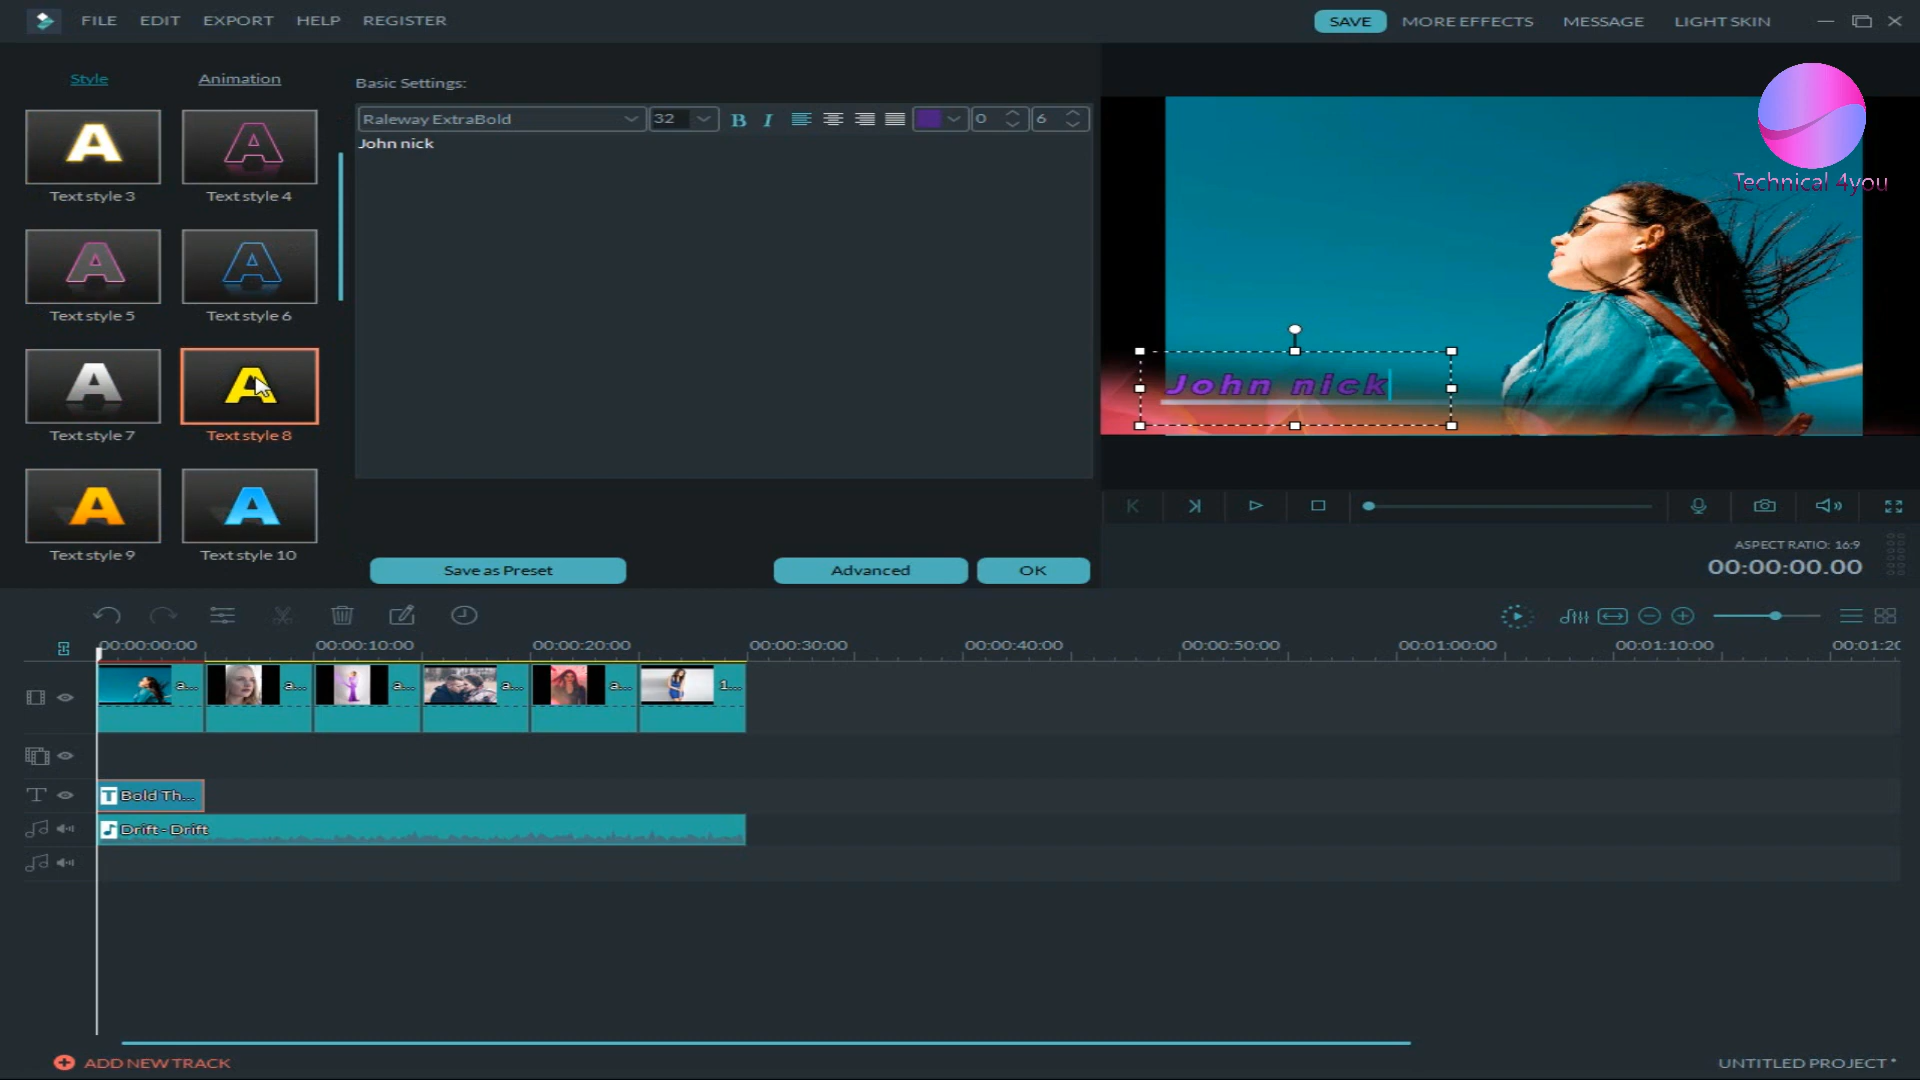 FILE EDIT EXPORT HELP REGISTER
SAVE MORE EFFECTS MESSAGE LIGHT SKIN
Style Animation
Basic Settings:
Raleway ExtraBold 32 B I 0 6
John nick
Text style 3 Text style 4
Text style 5 Text style 6
Text style 7 Text style 8
Text style 9 Text style 10
Save as Preset Advanced OK
Technical 4you
John nick
ASPECT RATIO: 16:9
00:00:00.00
00:00:00:00 00:00:10:00 00:00:20:00 00:00:30:00 00:00:40:00 00:00:50:00 00:01:00:00 00:01:10:00 00:01:20
a... a... a... a... a... 1...
Bold Th...
Drift - Drift
ADD NEW TRACK
UNTITLED PROJECT *